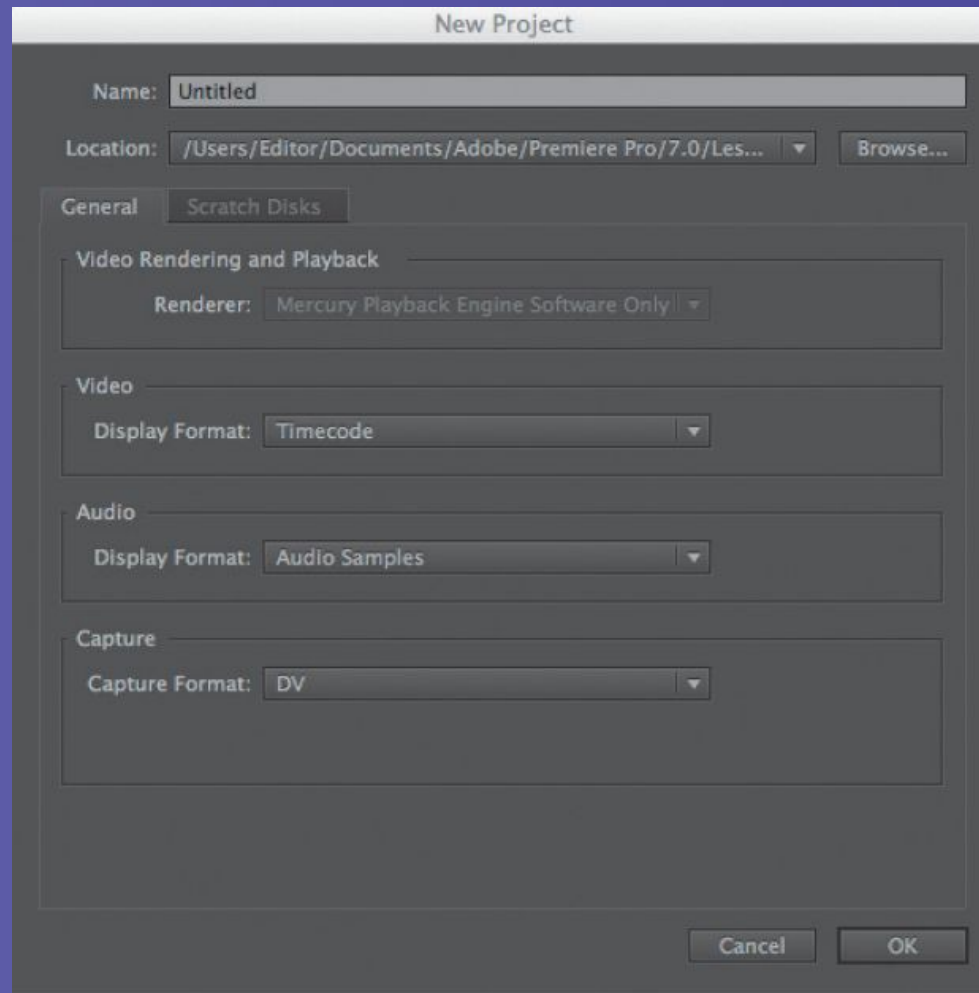 New Project
Name: Untitled
Location: /Users/Editor/Documents/Adobe/Premiere Pro/7.0/Les... Browse...
General Scratch Disks
Video Rendering and Playback
Renderer: Mercury Playback Engine Software Only
Video
Display Format: Timecode
Audio
Display Format: Audio Samples
Capture
Capture Format: DV
Cancel OK